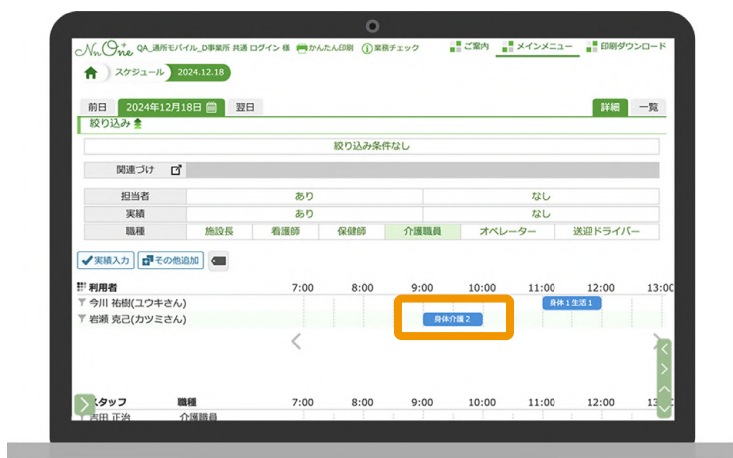 NnOne QA_通所モバイル_D事業所 共通 ログイン 様 かんたん印刷 業務チェック ご案内 メインメニュー 印刷ダウンロード
スケジュール 2024.12.18
前日 2024年12月18日 翌日 詳細 一覧
絞り込み
絞り込み条件なし
関連づけ
担当者 あり なし
実績 あり なし
職種 施設長 看護師 保健師 介護職員 オペレーター 送迎ドライバー
実績入力 その他追加
利用者 7:00 8:00 9:00 10:00 11:00 12:00 13:00
今川 祐樹(ユウキさん) 身体1生活1
岩瀬 克己(カツミさん) 身体介護2
スタッフ 職種 7:00 8:00 9:00 10:00 11:00 12:00
吉田 正治 介護職員